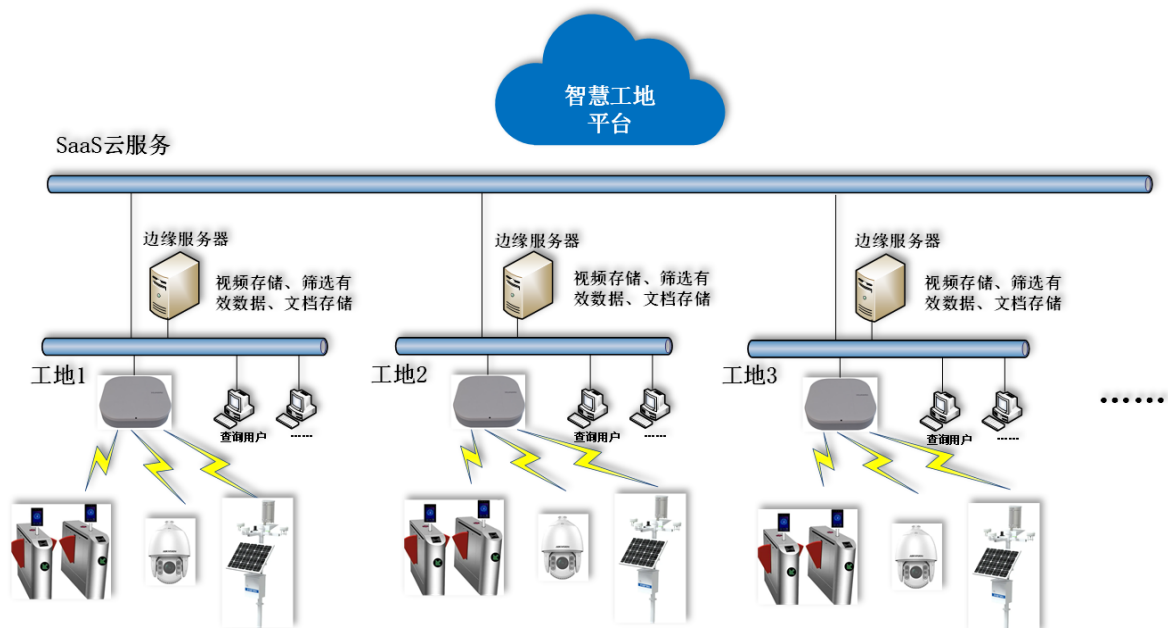 智慧工地
平台
SaaS云服务
边缘服务器
视频存储、筛选有
效数据、文档存储
边缘服务器
视频存储、筛选有
效数据、文档存储
边缘服务器
视频存储、筛选有
效数据、文档存储
工地1
查询用户
……
工地2
查询用户
……
工地3
查询用户
……
……